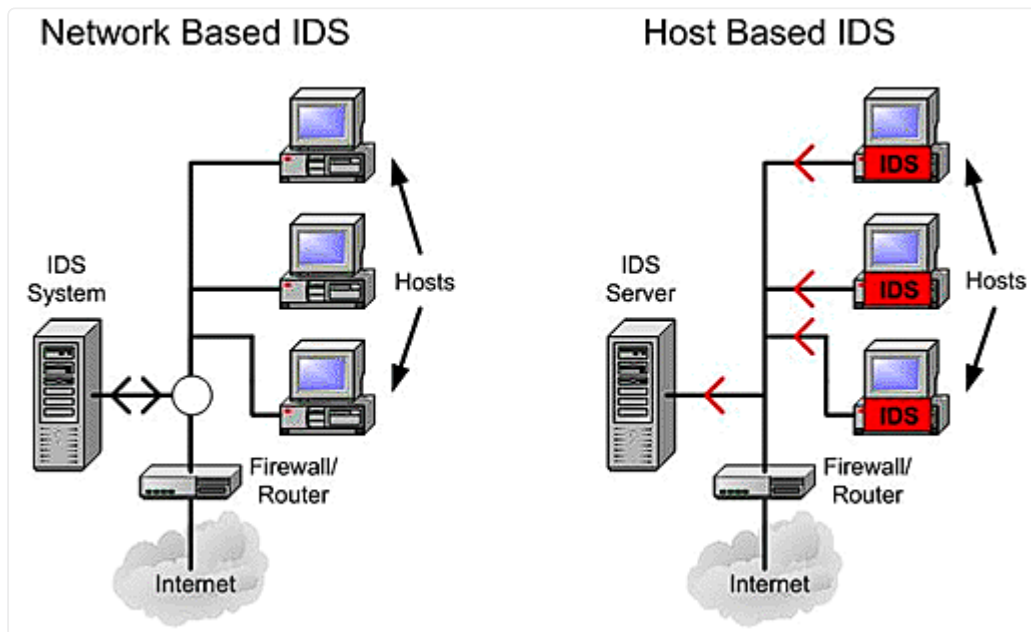 Network Based IDS
IDS
System
Hosts
Firewall/
Router
Internet
Host Based IDS
IDS
IDS
Server
IDS
Hosts
IDS
Firewall/
Router
Internet